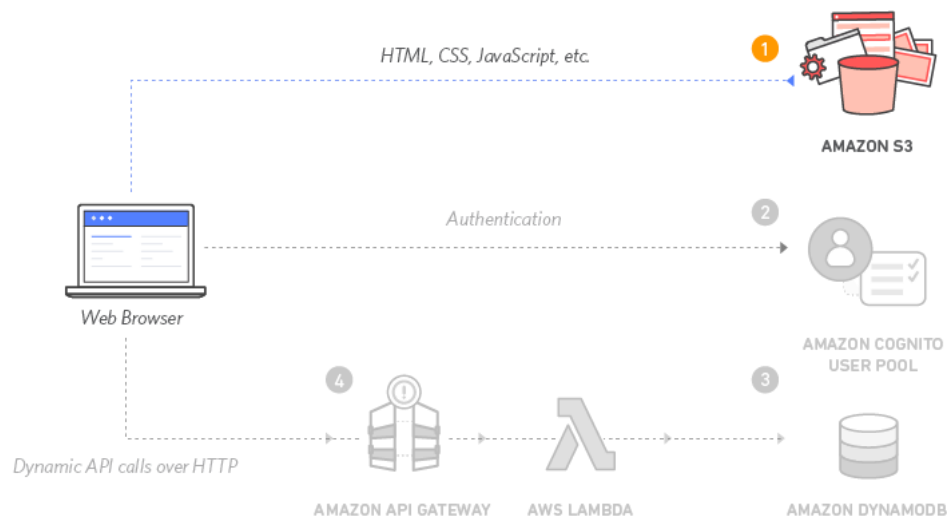 HTML, CSS, JavaScript, etc.
1
AMAZON S3
Authentication
2
Web Browser
AMAZON COGNITO
USER POOL
4
3
Dynamic API calls over HTTP
AMAZON API GATEWAY
AWS LAMBDA
AMAZON DYNAMODB